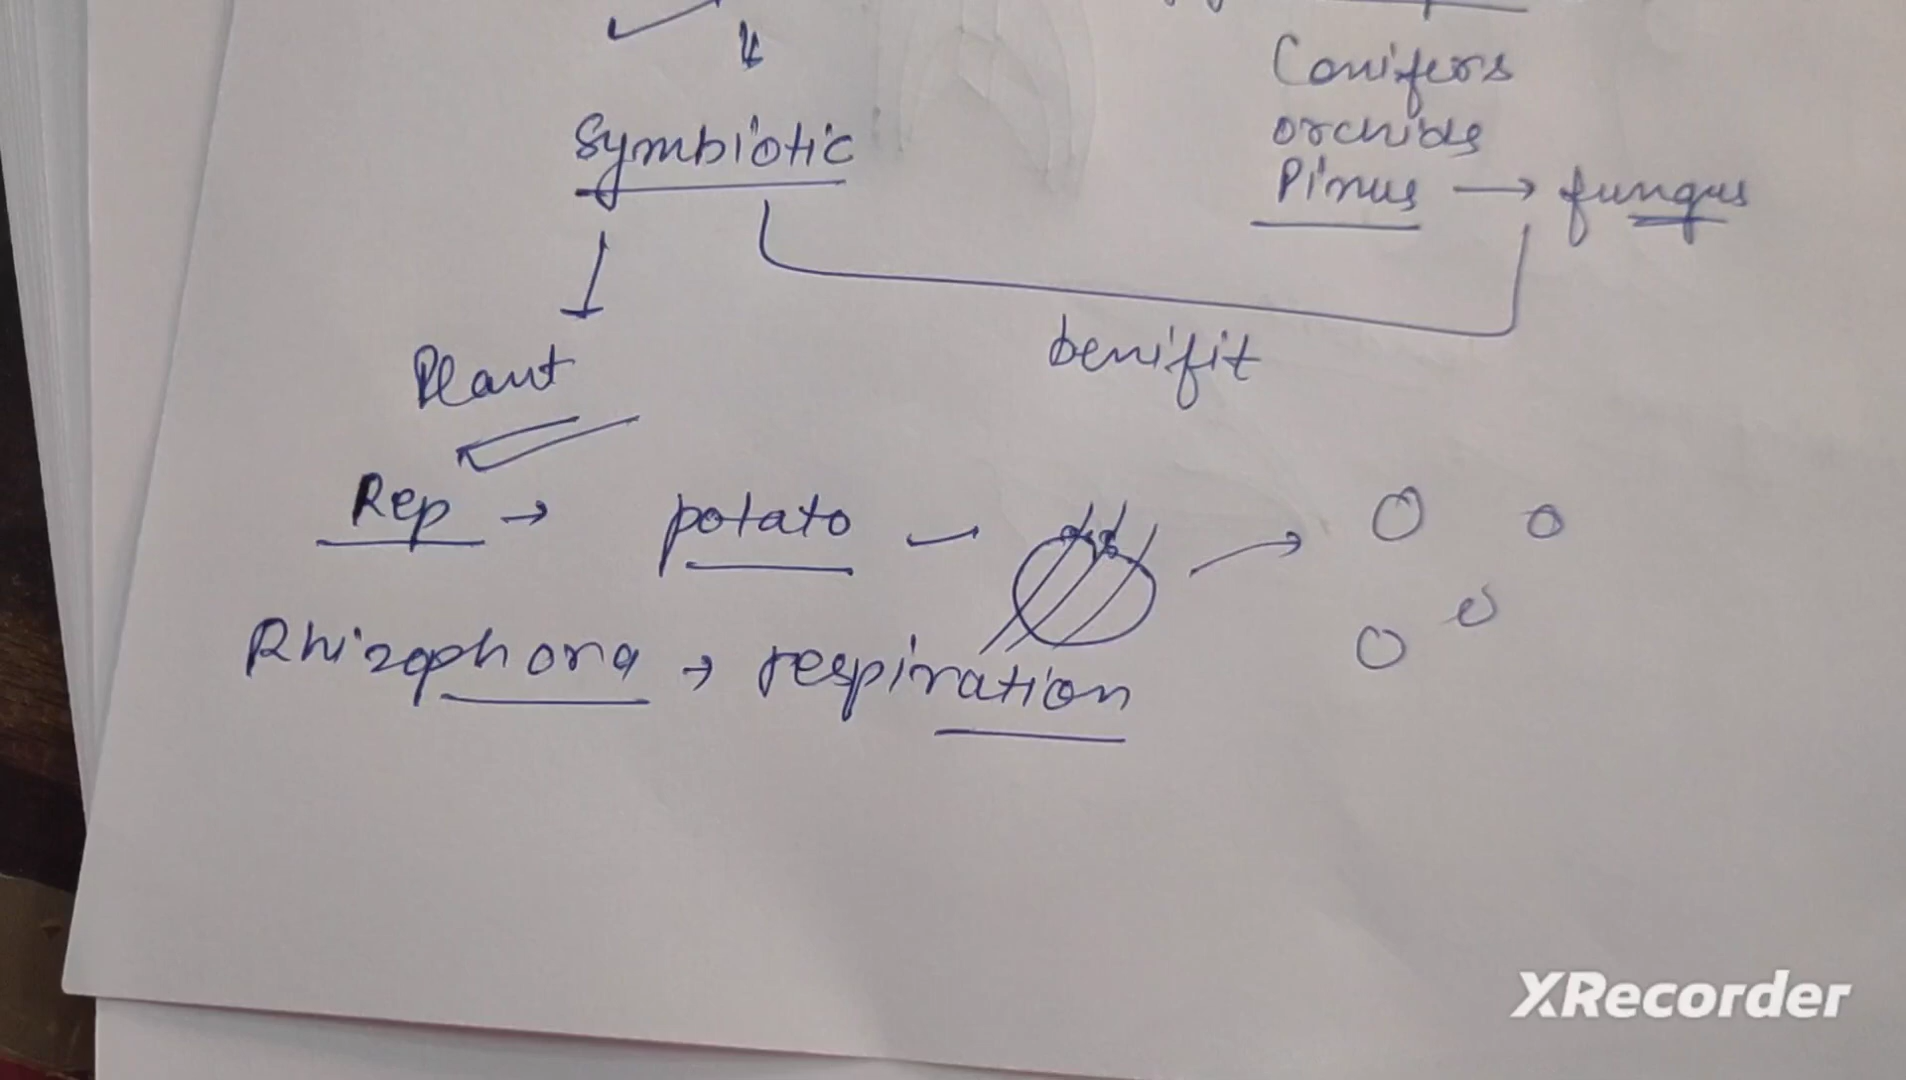 Conifers
Symbiotic
orchids
Pinus → fungus
benifit
Plant
Rep → potato
Rhizophora → respiration
XRecorder